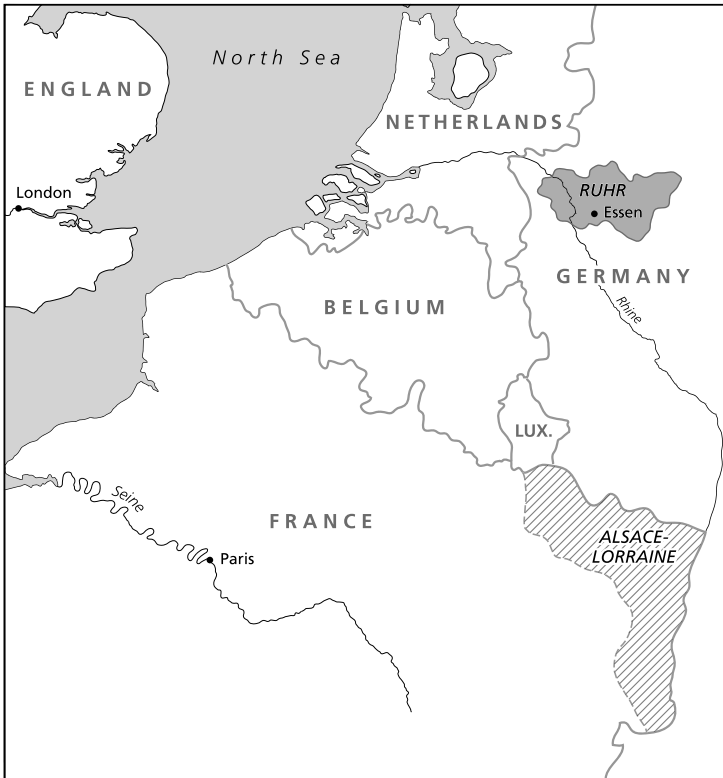 North Sea
ENGLAND
NETHERLANDS
London
RUHR
Essen
GERMANY
Rhine
BELGIUM
LUX.
Seine
FRANCE
ALSACE-
LORRAINE
Paris